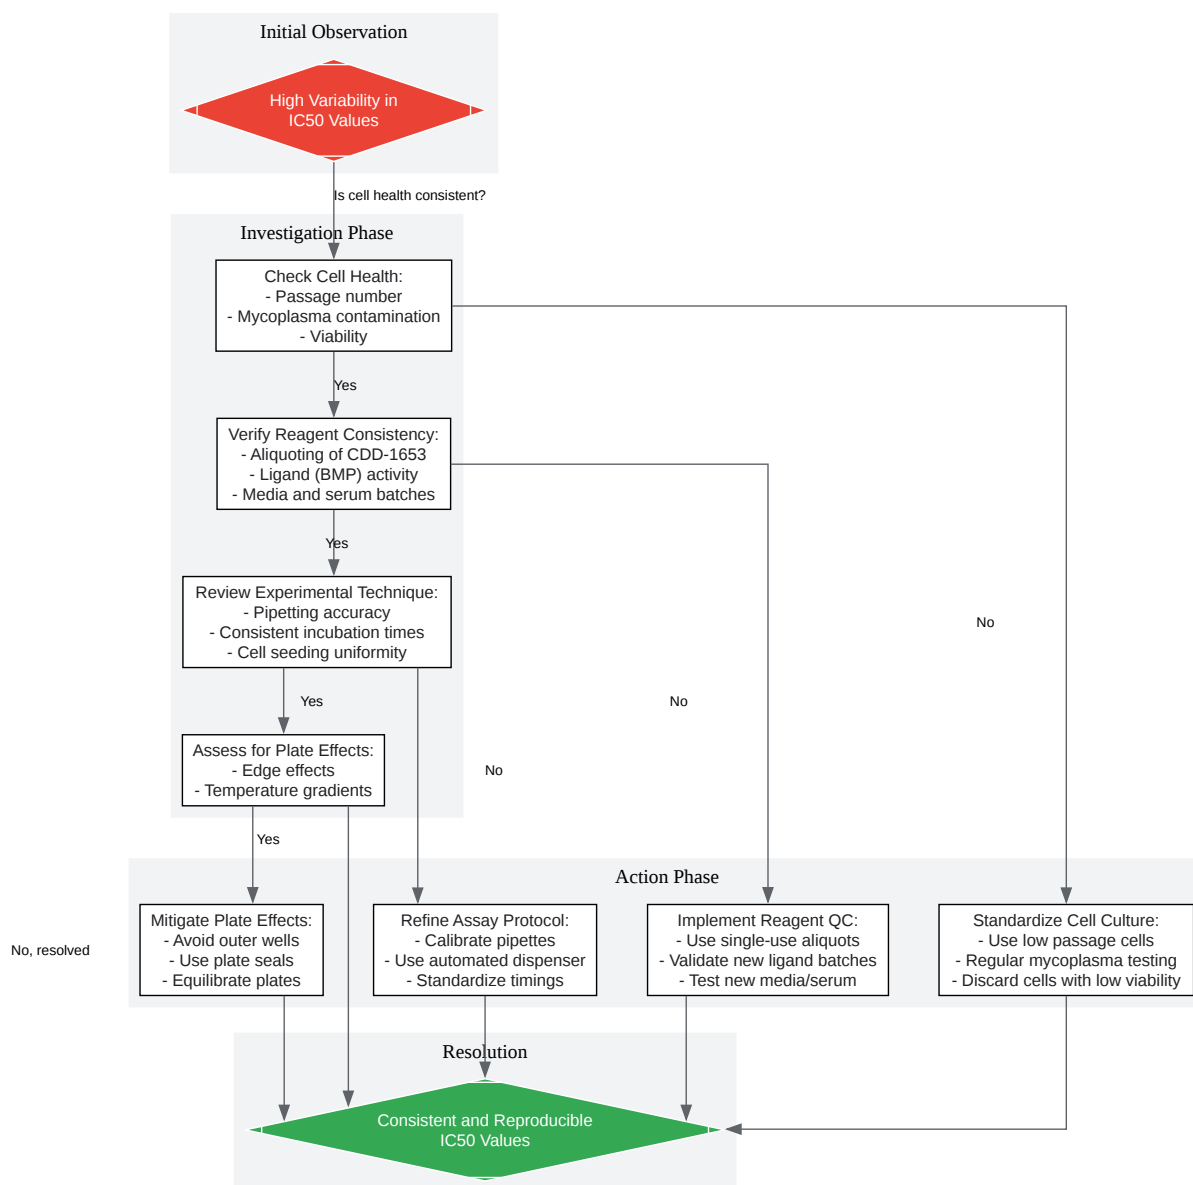 Initial Observation
High Variability in
IC50 Values
Is cell health consistent?
Investigation Phase
Check Cell Health:
- Passage number
- Mycoplasma contamination
- Viability
Yes
Verify Reagent Consistency:
- Aliquoting of CDD-1653
- Ligand (BMP) activity
- Media and serum batches
Yes
Review Experimental Technique:
- Pipetting accuracy
- Consistent incubation times
- Cell seeding uniformity
No
Yes
No
Assess for Plate Effects:
- Edge effects
- Temperature gradients
No
Yes
Action Phase
Mitigate Plate Effects:
- Avoid outer wells
- Use plate seals
- Equilibrate plates
Refine Assay Protocol:
- Calibrate pipettes
- Use automated dispenser
- Standardize timings
Implement Reagent QC:
- Use single-use aliquots
- Validate new ligand batches
- Test new media/serum
Standardize Cell Culture:
- Use low passage cells
- Regular mycoplasma testing
- Discard cells with low viability
No, resolved
Resolution
Consistent and Reproducible
IC50 Values